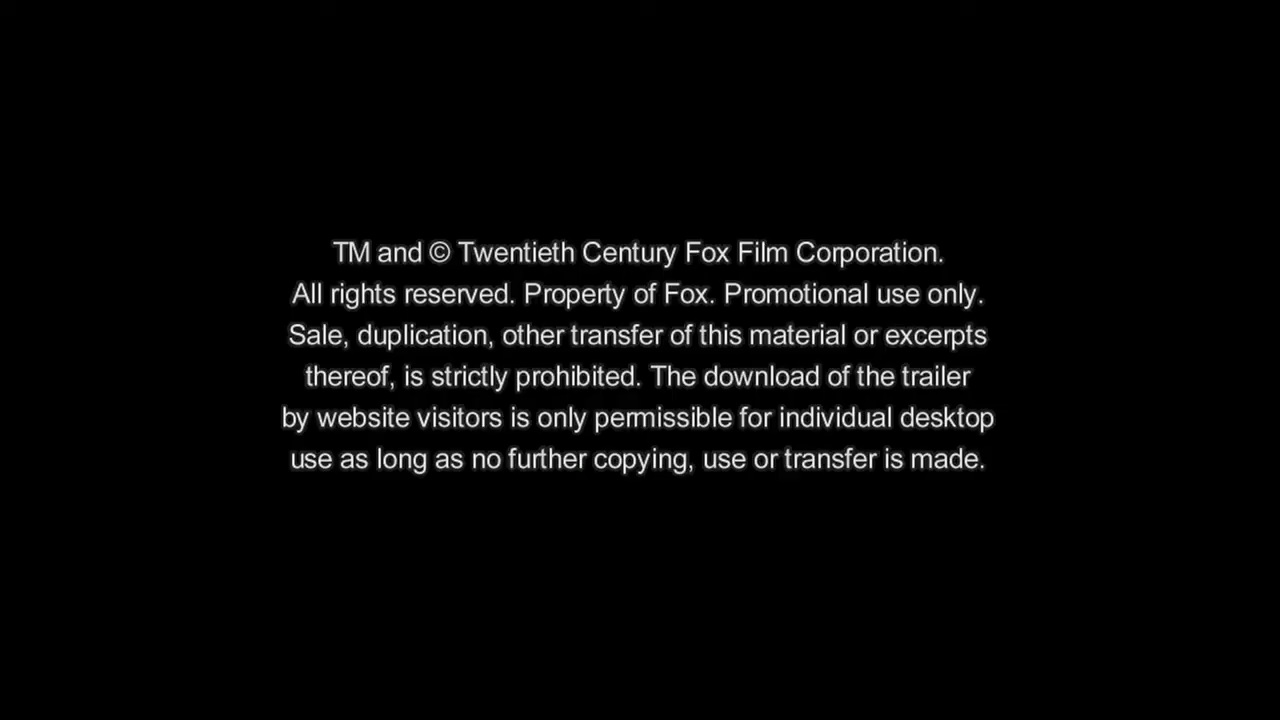 TM and © Twentieth Century Fox Film Corporation.
All rights reserved. Property of Fox. Promotional use only.
Sale, duplication, other transfer of this material or excerpts
thereof, is strictly prohibited. The download of the trailer
by website visitors is only permissible for individual desktop
use as long as no further copying, use or transfer is made.